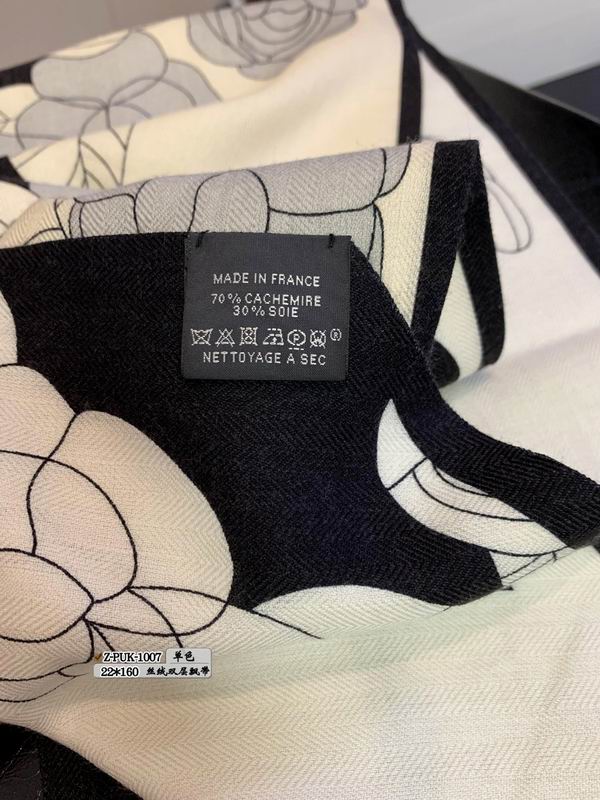 MADE IN FRANCE
70% CACHEMIRE
30% SOIE
®
NETTOYAGE A SEC
Z-PUK-1007 单色
22*160 丝绒双层飘带